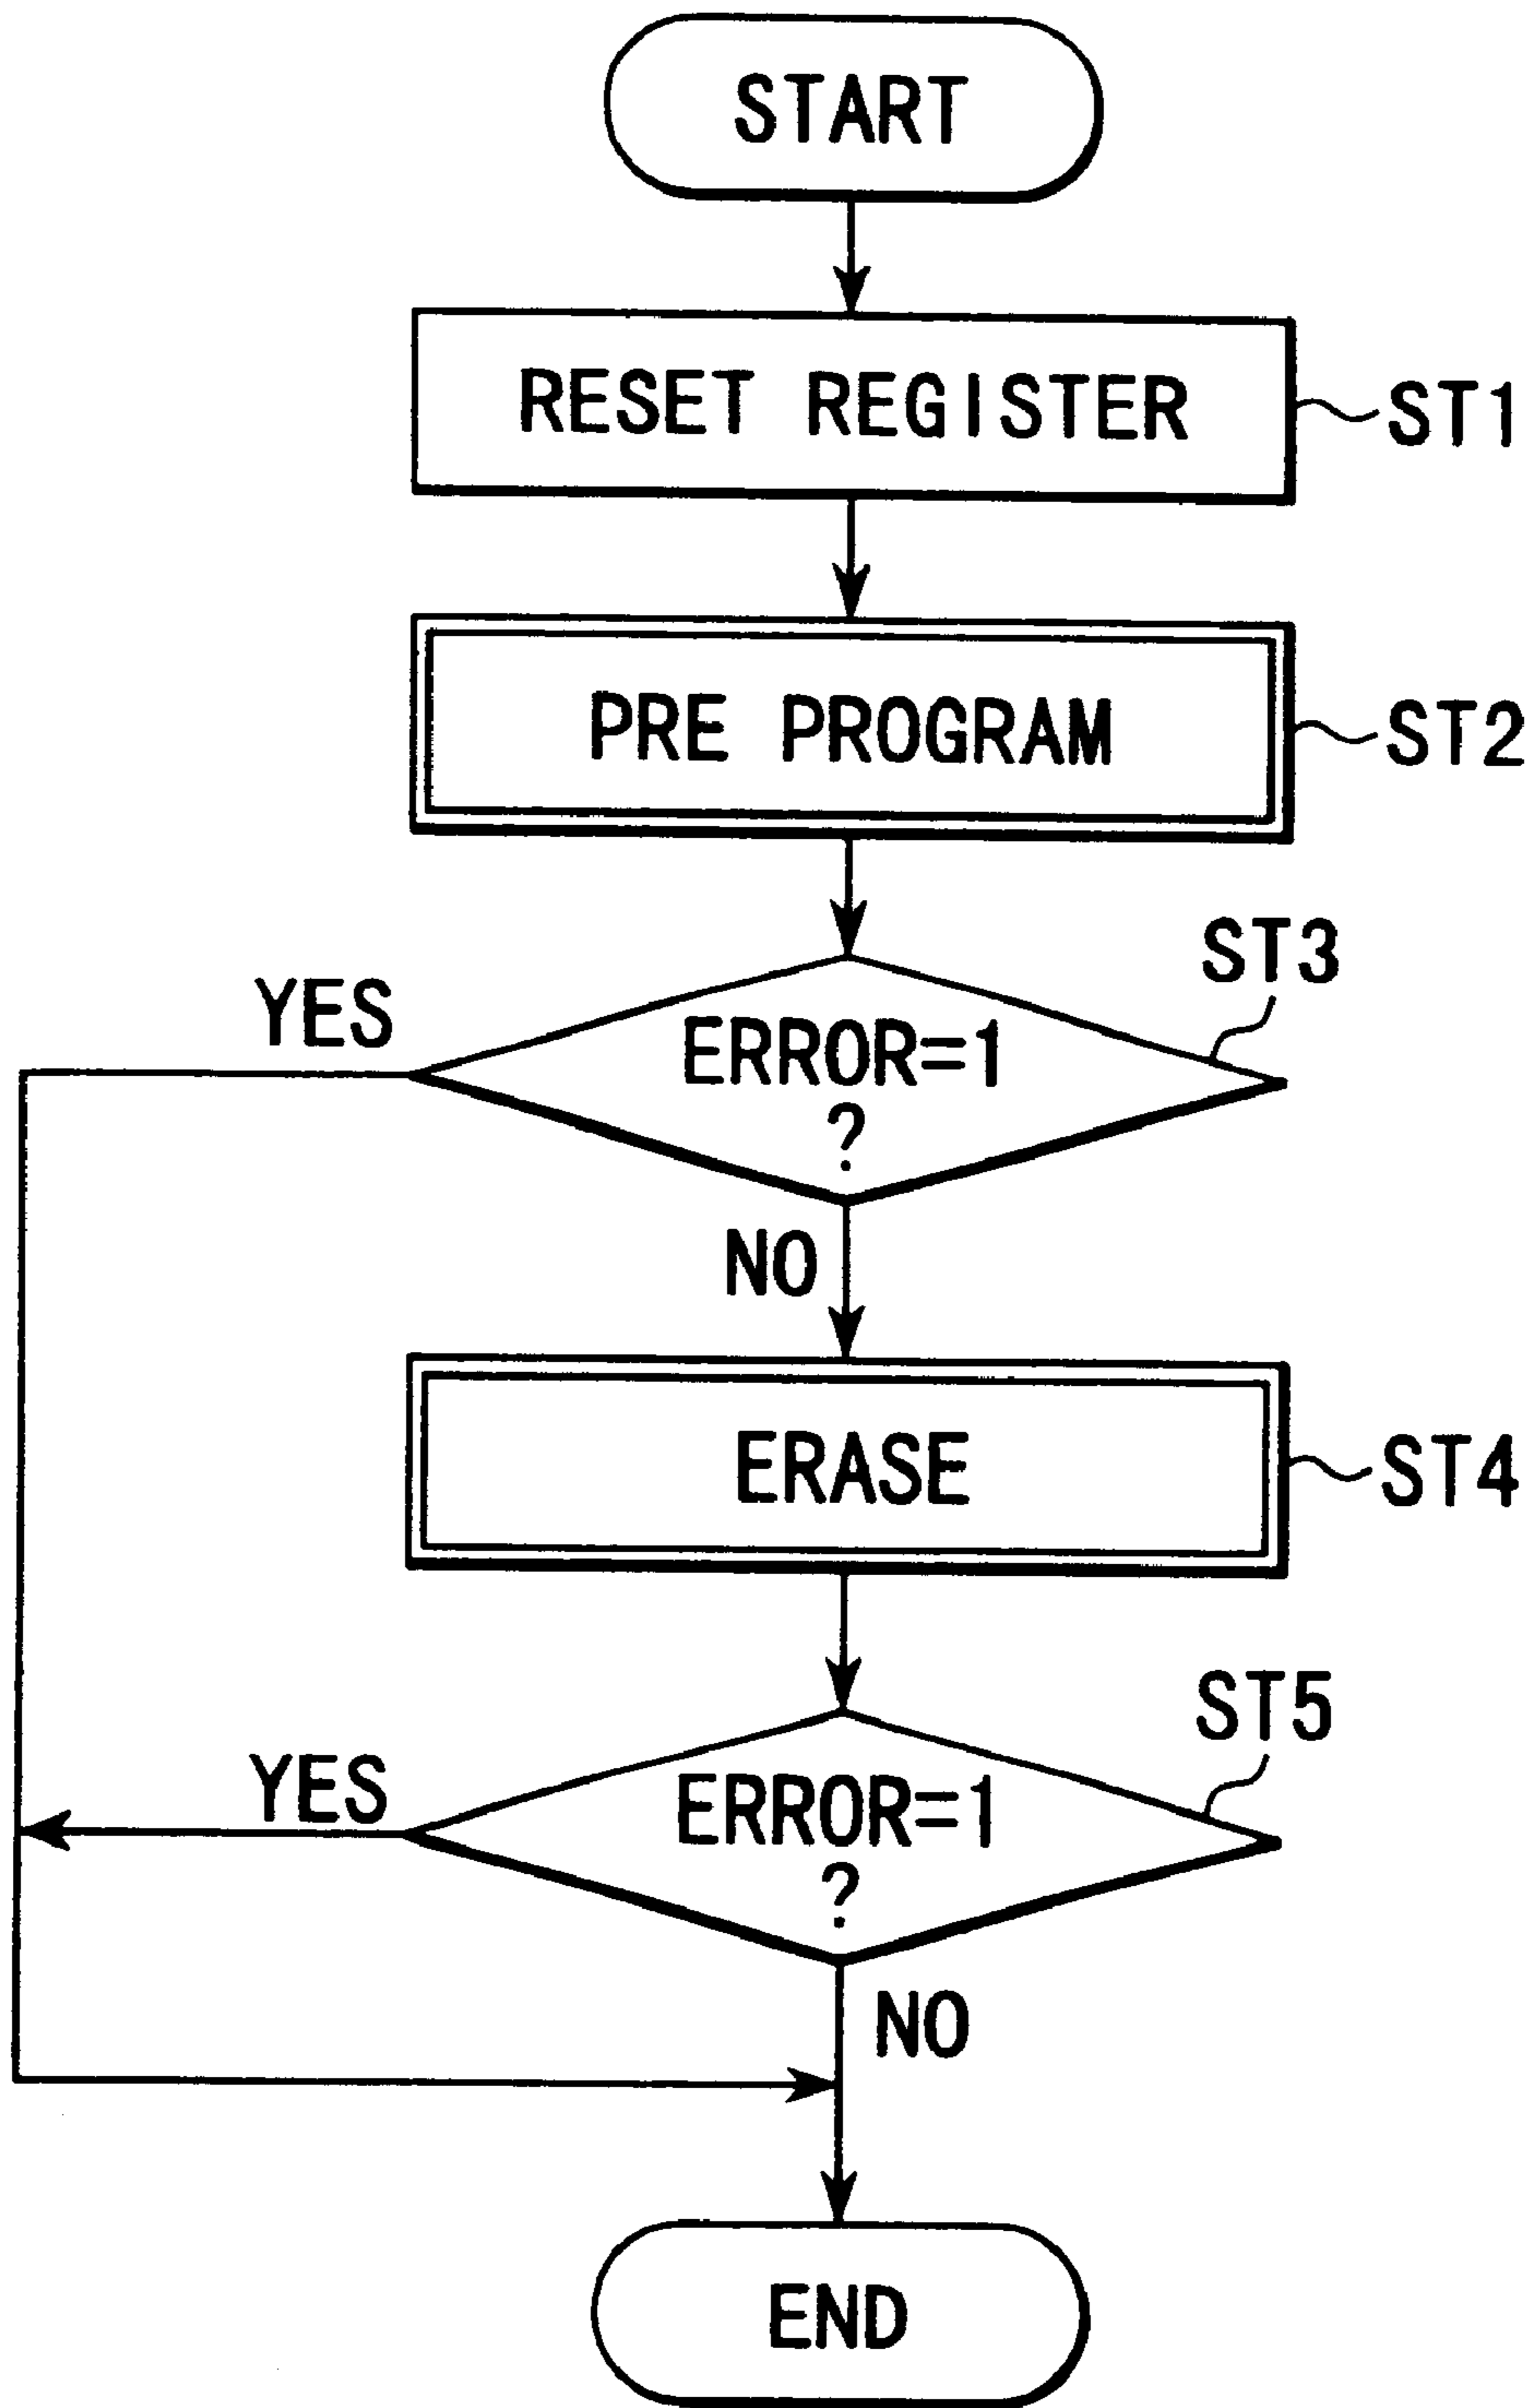 START
RESET REGISTER
ST1
PRE PROGRAM
ST2
ST3
YES
ERROR=1
?
NO
ERASE
ST4
ST5
YES
ERROR=1
?
NO
END